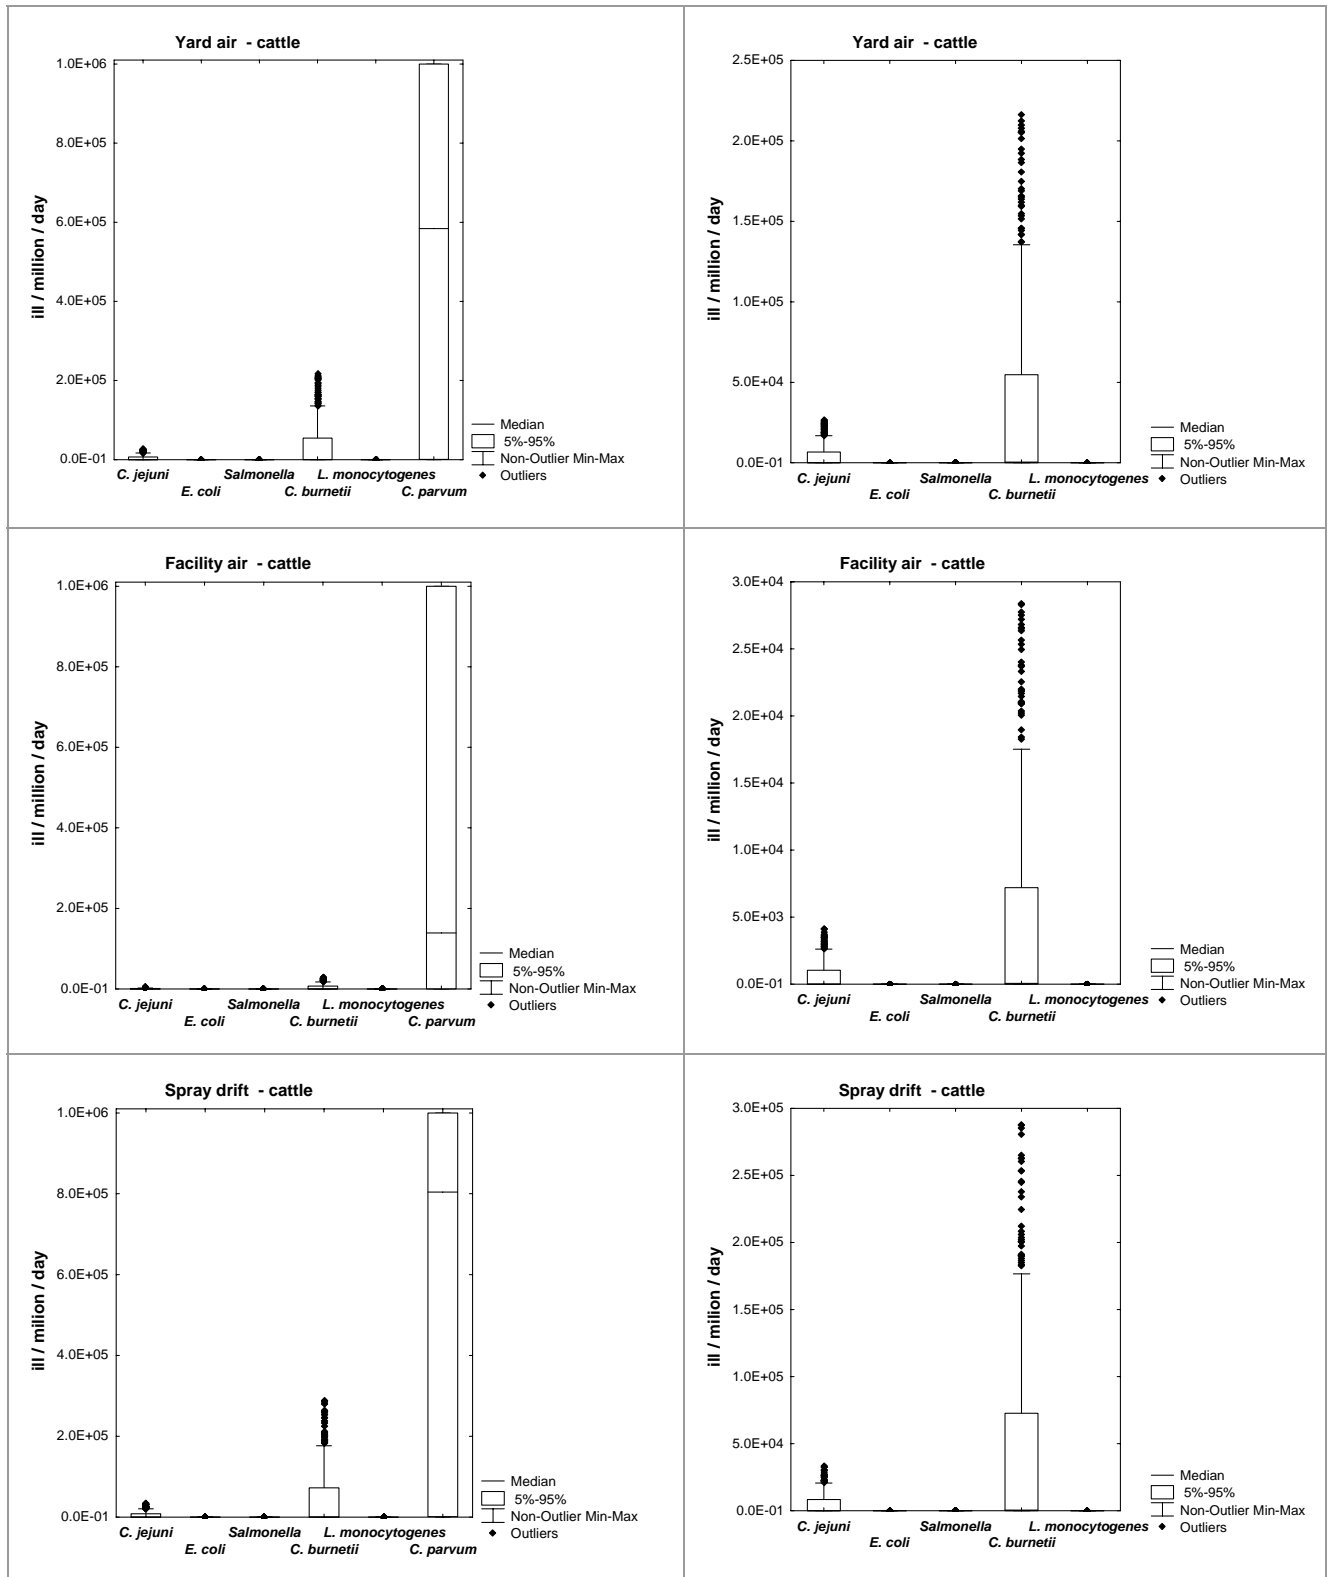 Yard air - cattle
1.0E+06
8.0E+05
6.0E+05
4.0E+05
2.0E+05
0.0E-01
ill / million / day
C. jejuni
Salmonella
L. monocytogenes
E. coli
C. burnetii
C. parvum
Median
5%-95%
Non-Outlier Min-Max
Outliers
Yard air - cattle
2.5E+05
2.0E+05
1.5E+05
1.0E+05
5.0E+04
0.0E-01
ill / million / day
C. jejuni
Salmonella
L. monocytogenes
E. coli
C. burnetii
Median
5%-95%
Non-Outlier Min-Max
Outliers
Facility air - cattle
1.0E+06
8.0E+05
6.0E+05
4.0E+05
2.0E+05
0.0E-01
ill / million / day
C. jejuni
Salmonella
L. monocytogenes
E. coli
C. burnetii
C. parvum
Median
5%-95%
Non-Outlier Min-Max
Outliers
Facility air - cattle
3.0E+04
2.5E+04
2.0E+04
1.5E+04
1.0E+04
5.0E+03
0.0E-01
ill / million / day
C. jejuni
Salmonella
L. monocytogenes
E. coli
C. burnetii
Median
5%-95%
Non-Outlier Min-Max
Outliers
Spray drift - cattle
1.0E+06
8.0E+05
6.0E+05
4.0E+05
2.0E+05
0.0E-01
ill / milion / day
C. jejuni
Salmonella
L. monocytogenes
E. coli
C. burnetii
C. parvum
Median
5%-95%
Non-Outlier Min-Max
Outliers
Spray drift - cattle
3.0E+05
2.5E+05
2.0E+05
1.5E+05
1.0E+05
5.0E+04
0.0E-01
ill / milion / day
C. jejuni
Salmonella
L. monocytogenes
E. coli
C. burnetii
Median
5%-95%
Non-Outlier Min-Max
Outliers